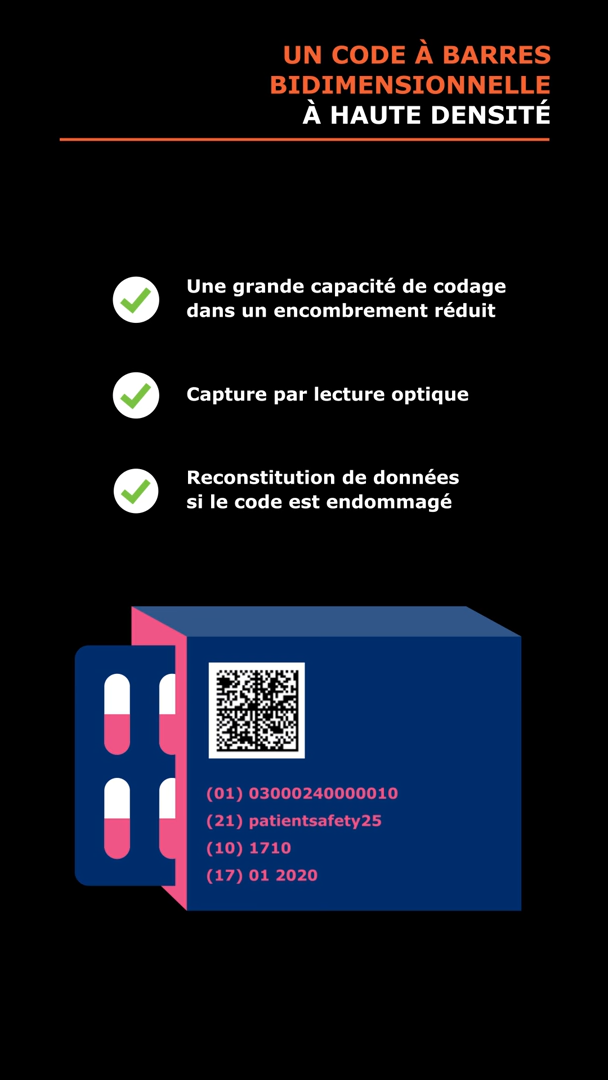 UN CODE À BARRES
BIDIMENSIONNELLE
À HAUTE DENSITÉ
Une grande capacité de codage
dans un encombrement réduit
Capture par lecture optique
Reconstitution de données
si le code est endommagé
(01) 03000240000010
(21) patientsafety25
(10) 1710
(17) 01 2020